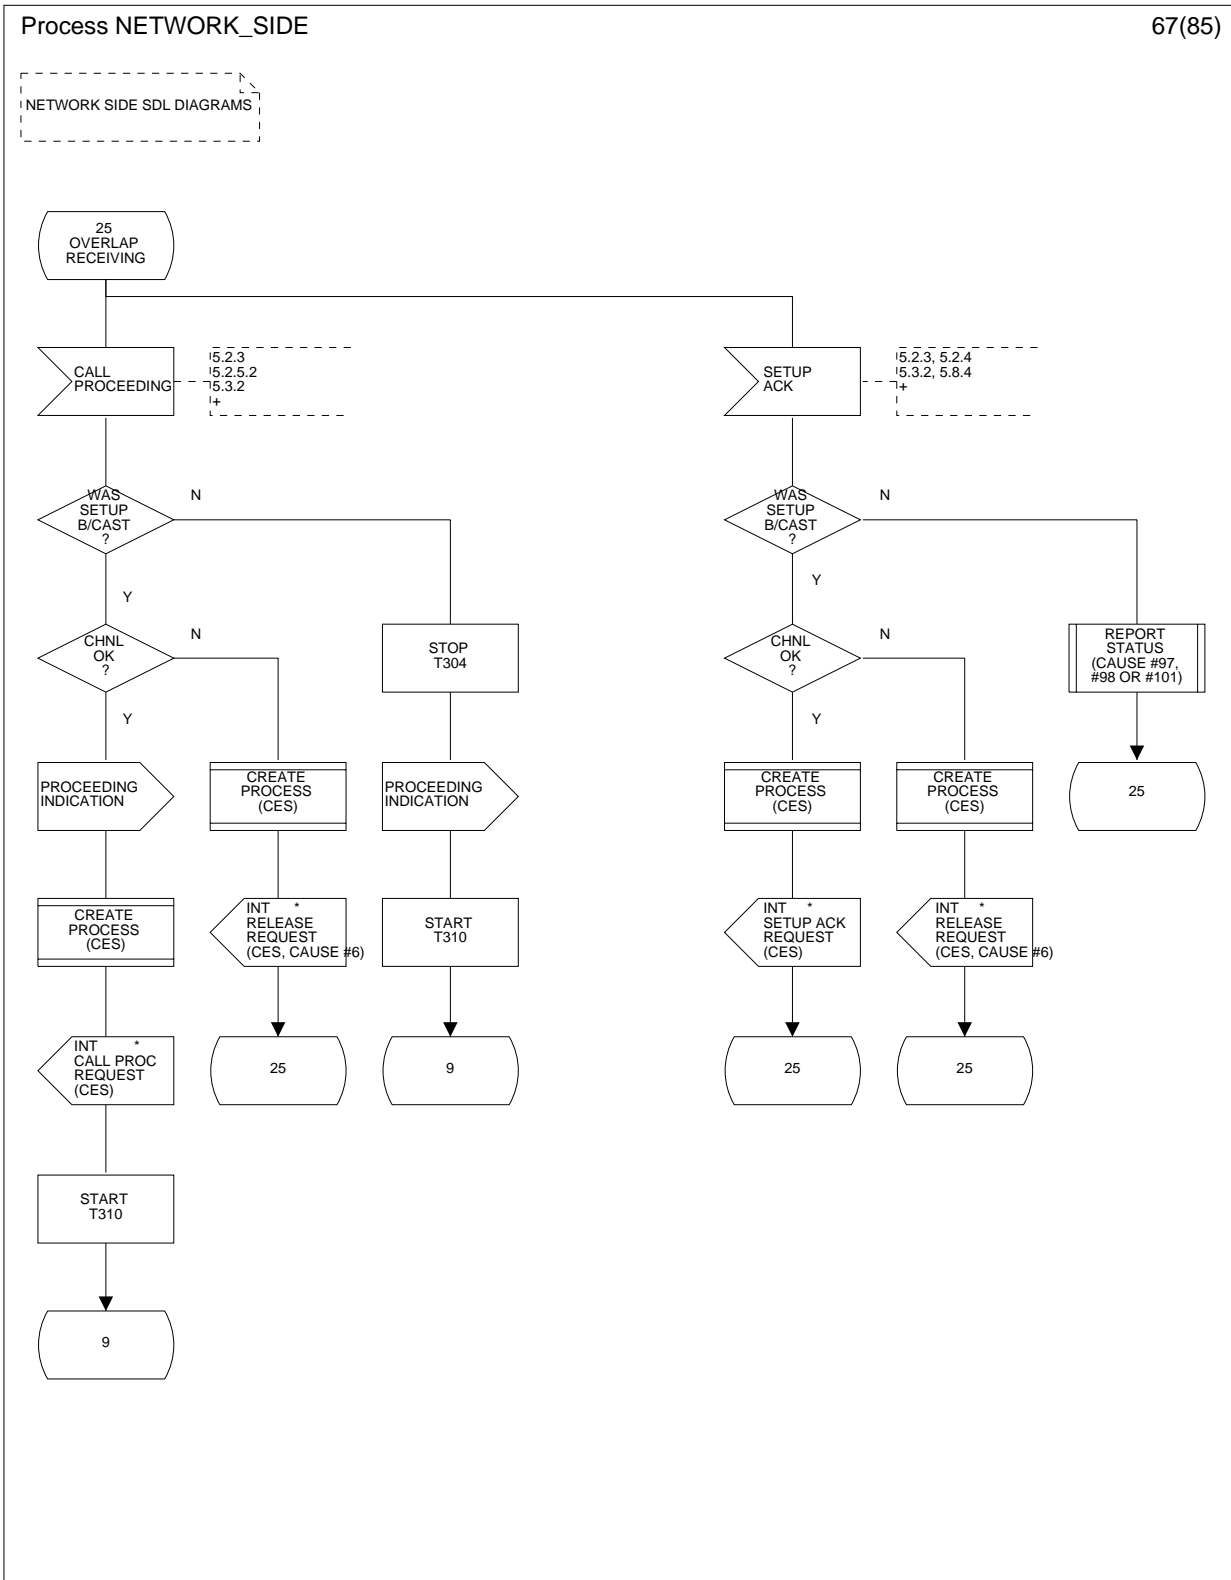 Process NETWORK_SIDE
67(85)
NETWORK SIDE SDL DIAGRAMS
25
OVERLAP
RECEIVING
CALL
PROCEEDING
5.2.3
5.2.5.2
5.3.2
+
SETUP
ACK
5.2.3, 5.2.4
5.3.2, 5.8.4
+
WAS
SETUP
B/CAST
?
N
Y
WAS
SETUP
B/CAST
?
N
Y
CHNL
OK
?
N
Y
STOP
T304
CHNL
OK
?
N
Y
REPORT
STATUS
(CAUSE #97,
#98 OR #101)
PROCEEDING
INDICATION
CREATE
PROCESS
(CES)
PROCEEDING
INDICATION
CREATE
PROCESS
(CES)
CREATE
PROCESS
(CES)
25
CREATE
PROCESS
(CES)
INT *
RELEASE
REQUEST
(CES, CAUSE #6)
START
T310
INT *
SETUP ACK
REQUEST
(CES)
INT *
RELEASE
REQUEST
(CES, CAUSE #6)
INT *
CALL PROC
REQUEST
(CES)
25
9
25
25
START
T310
9